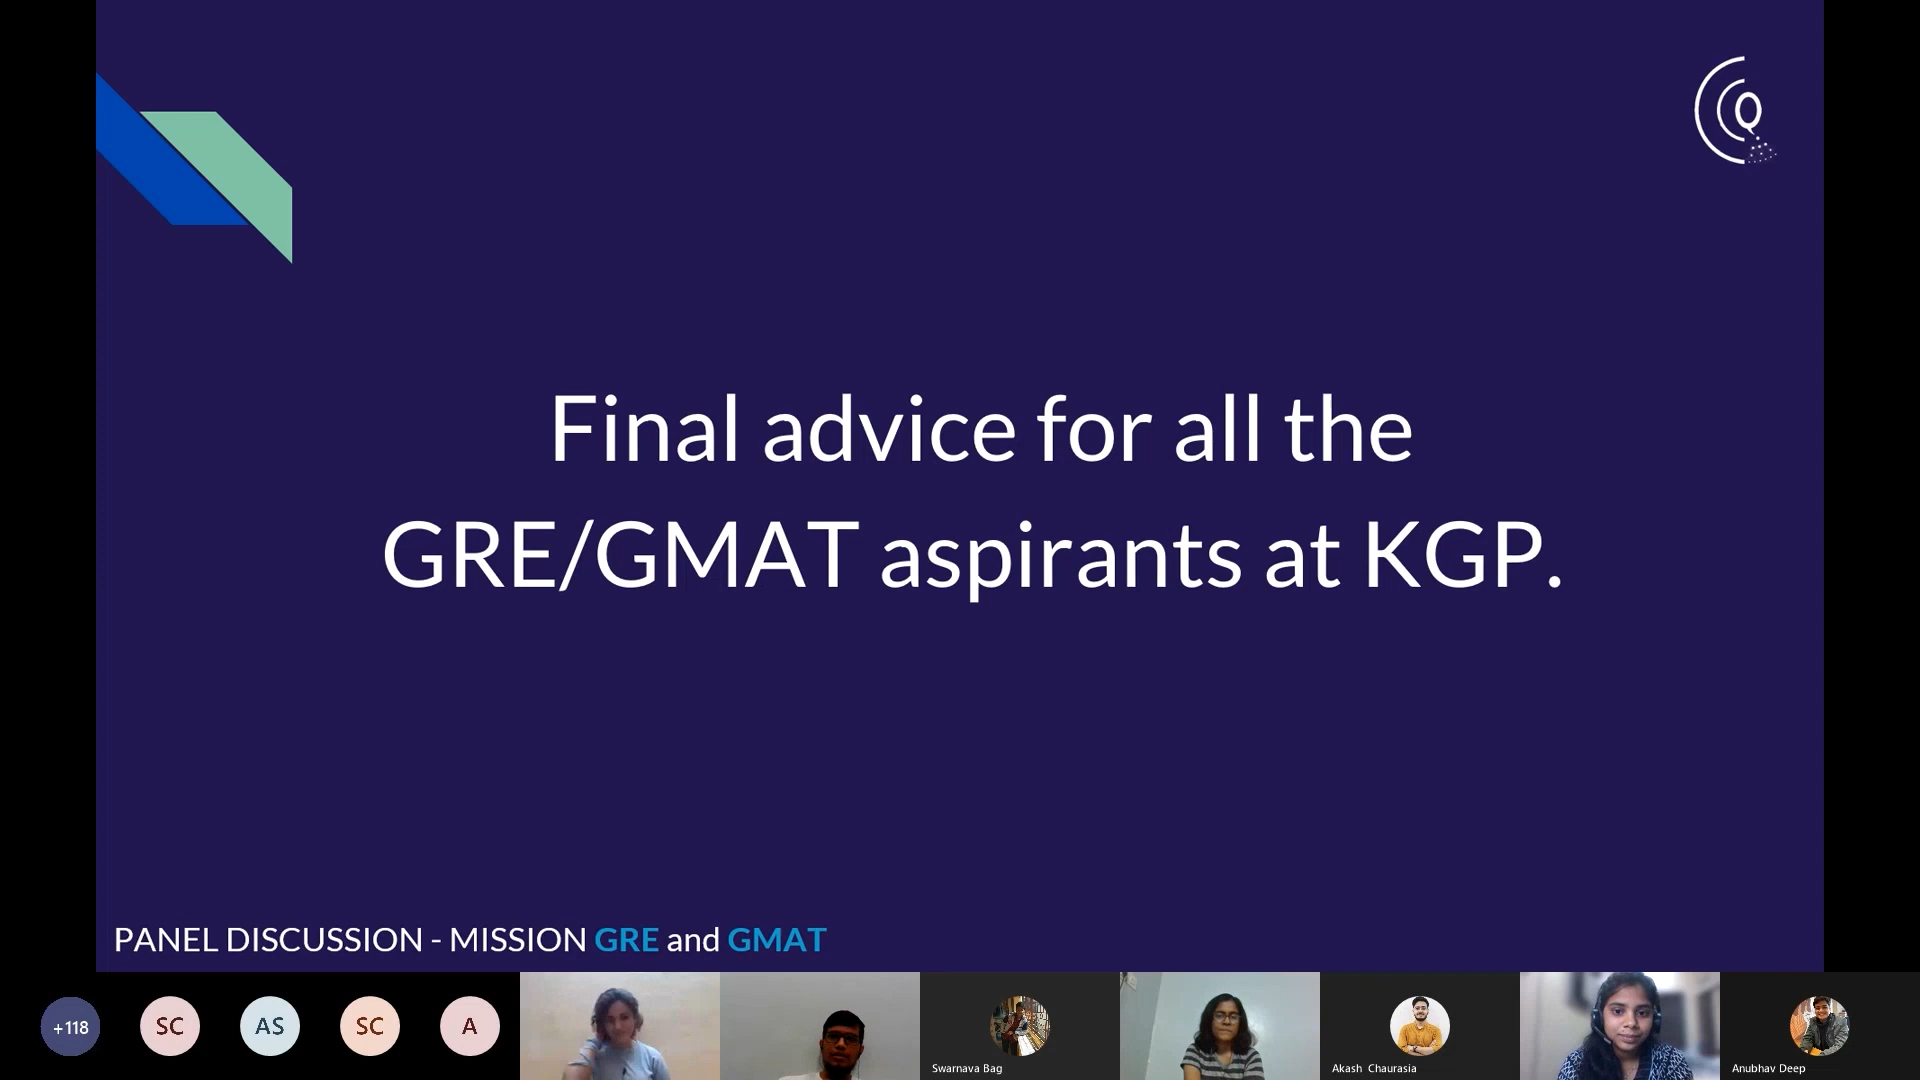 Final advice for all the
GRE/GMAT aspirants at KGP.
PANEL DISCUSSION - MISSION GRE and GMAT
+118
SC
AS
SC
A
Swarnava Bag
Akash Chaurasia
Anubhav Deep